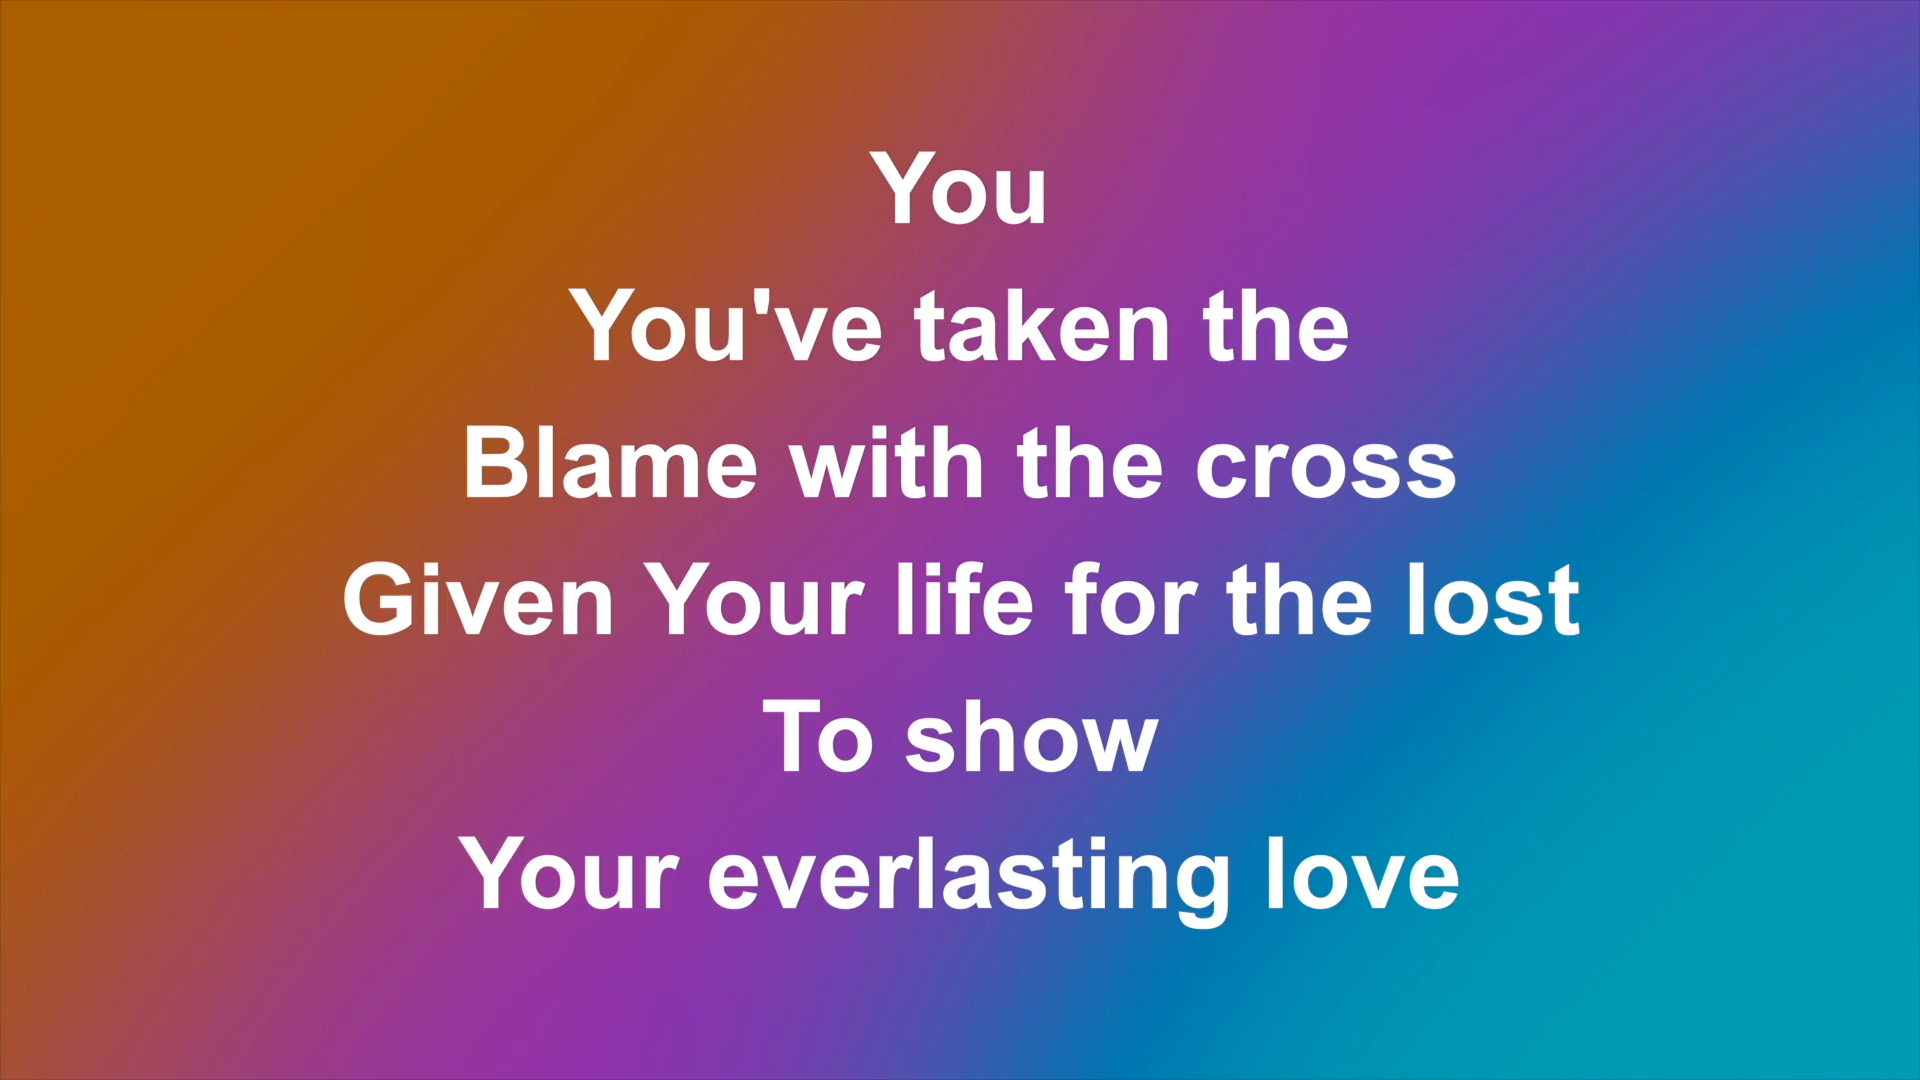 You
You've taken the
Blame with the cross
Given Your life for the lost
To show
Your everlasting love